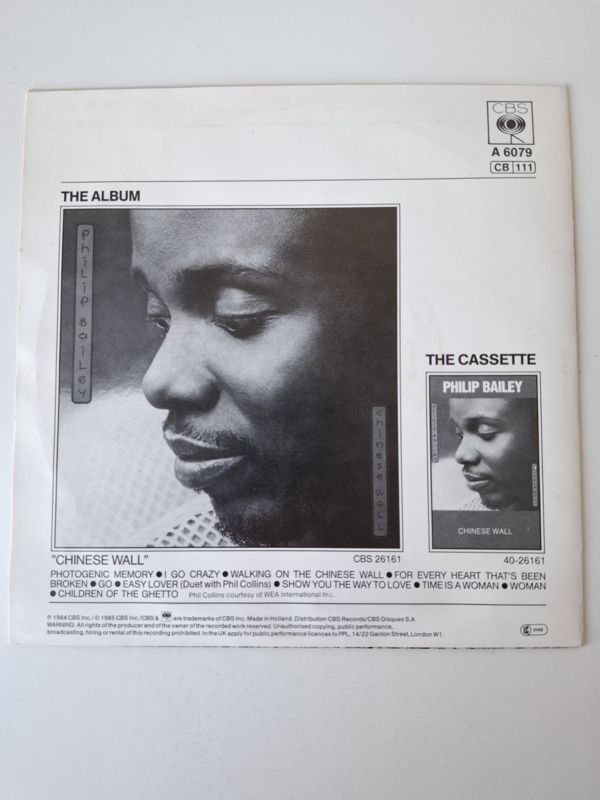 CBS
A 6079
CB 111
THE ALBUM
PHILIP BAILEY
chinese wall
THE CASSETTE
PHILIP BAILEY
CHINESE WALL
"CHINESE WALL"
CBS 26161
40-26161
PHOTOGENIC MEMORY ● I GO CRAZY ● WALKING ON THE CHINESE WALL ● FOR EVERY HEART THAT'S BEEN
BROKEN ● GO ● EASY LOVER (Duet with Phil Collins) ● SHOW YOU THE WAY TO LOVE ● TIME IS A WOMAN ● WOMAN
● CHILDREN OF THE GHETTO Phil Collins courtesy of WEA International Inc.
℗ 1984 CBS Inc./ © 1985 CBS Inc./CBS & are trademarks of CBS Inc. Made in Holland. Distribution CBS Records/CBS Disques S.A.
WARNING: All rights of the producer and of the owner of the recorded work reserved. Unauthorised copying, public performance,
broadcasting, hiring or rental of this recording prohibited. In the UK apply for public performance licences to PPL, 14/22 Ganton Street, London W1.